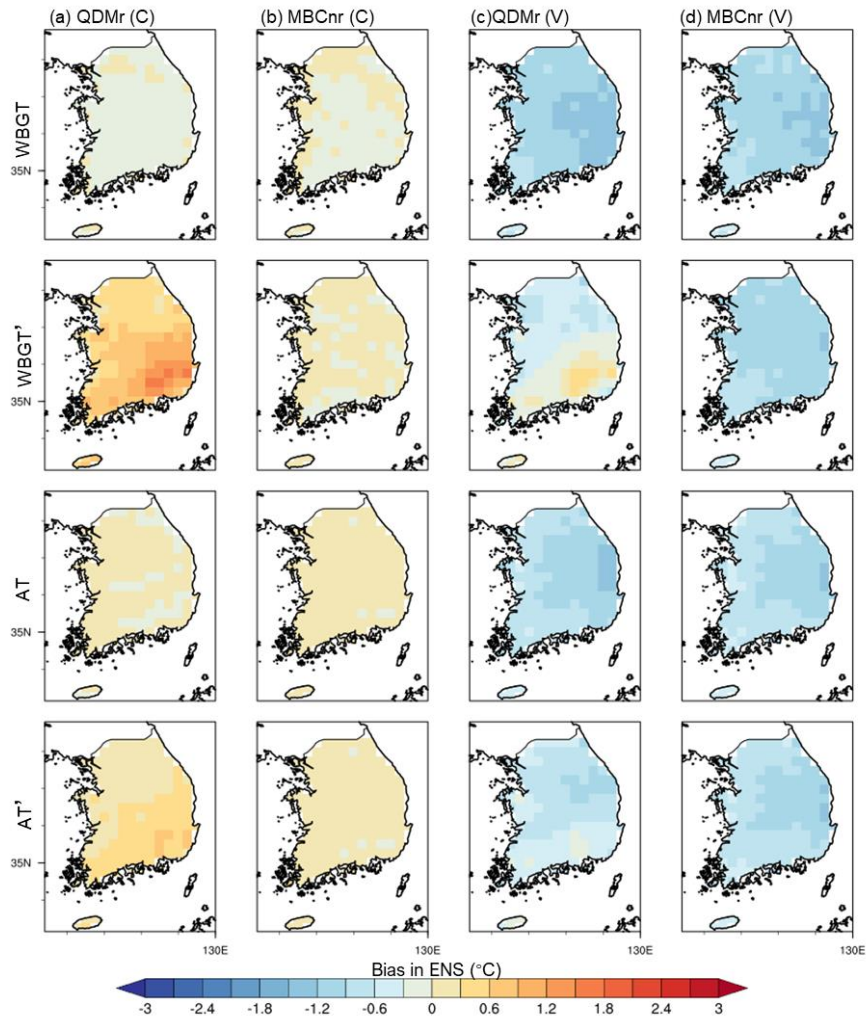 (a) QDMr (C) (b) MBCnr (C) (c)QDMr (V) (d) MBCnr (V)
WBGT
35N
WBGT’
35N
AT
35N
AT’
35N
130E 130E 130E 130E
Bias in ENS (°C)
-3 -2.4 -1.8 -1.2 -0.6 0 0.6 1.2 1.8 2.4 3